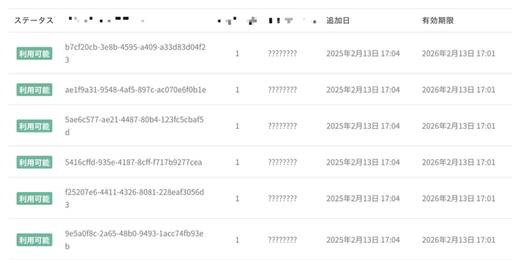 ステータス 追加日 有効期限
利用可能 b7cf20cb-3e8b-4595-a409-a33d83d04f2 1 ???????? 2025年2月13日 17:04 2026年2月13日 17:01
3
利用可能 ae1f9a31-9548-4af5-897c-ac070e6f0b1e 1 ???????? 2025年2月13日 17:04 2026年2月13日 17:01
利用可能 5ae6c577-ae21-4487-80b4-123fc5cbaf5 1 ???????? 2025年2月13日 17:04 2026年2月13日 17:01
d
利用可能 5416cffd-935e-4187-8cff-f717b9277cea 1 ???????? 2025年2月13日 17:04 2026年2月13日 17:01
利用可能 f25207e6-4411-4326-8081-228eaf3056d 1 ???????? 2025年2月13日 17:04 2026年2月13日 17:01
3
利用可能 9e5a0f8c-2a65-48b0-9493-1acc74fb93e 1 ???????? 2025年2月13日 17:04 2026年2月13日 17:01
b